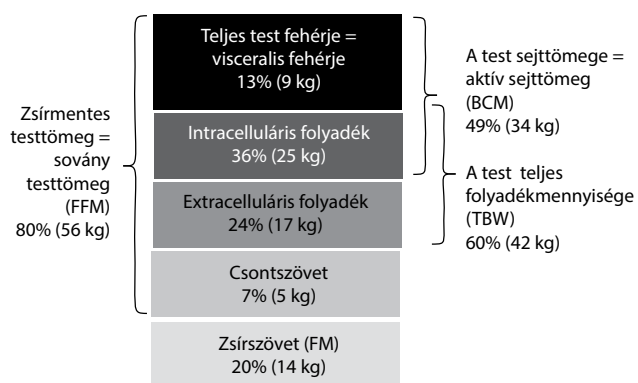 Zsírmentes
testtömeg =
sovány
testtömeg
(FFM)
80% (56 kg)
Teljes test fehérje =
visceralis fehérje
13% (9 kg)
Intracelluláris folyadék
36% (25 kg)
Extracelluláris folyadék
24% (17 kg)
Csontszövet
7% (5 kg)
Zsírszövet (FM)
20% (14 kg)
A test sejttömege =
aktív sejttömeg
(BCM)
49% (34 kg)
A test teljes
folyadékmennyisége
(TBW)
60% (42 kg)